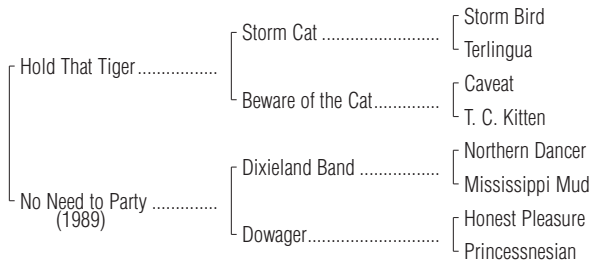 Storm Bird
Storm Cat ........................
Terlingua
Hold That Tiger................
Caveat
Beware of the Cat.............
T. C. Kitten
Northern Dancer
Dixieland Band ................
Mississippi Mud
No Need to Party .............
(1989)
Honest Pleasure
Dowager..........................
Princessnesian